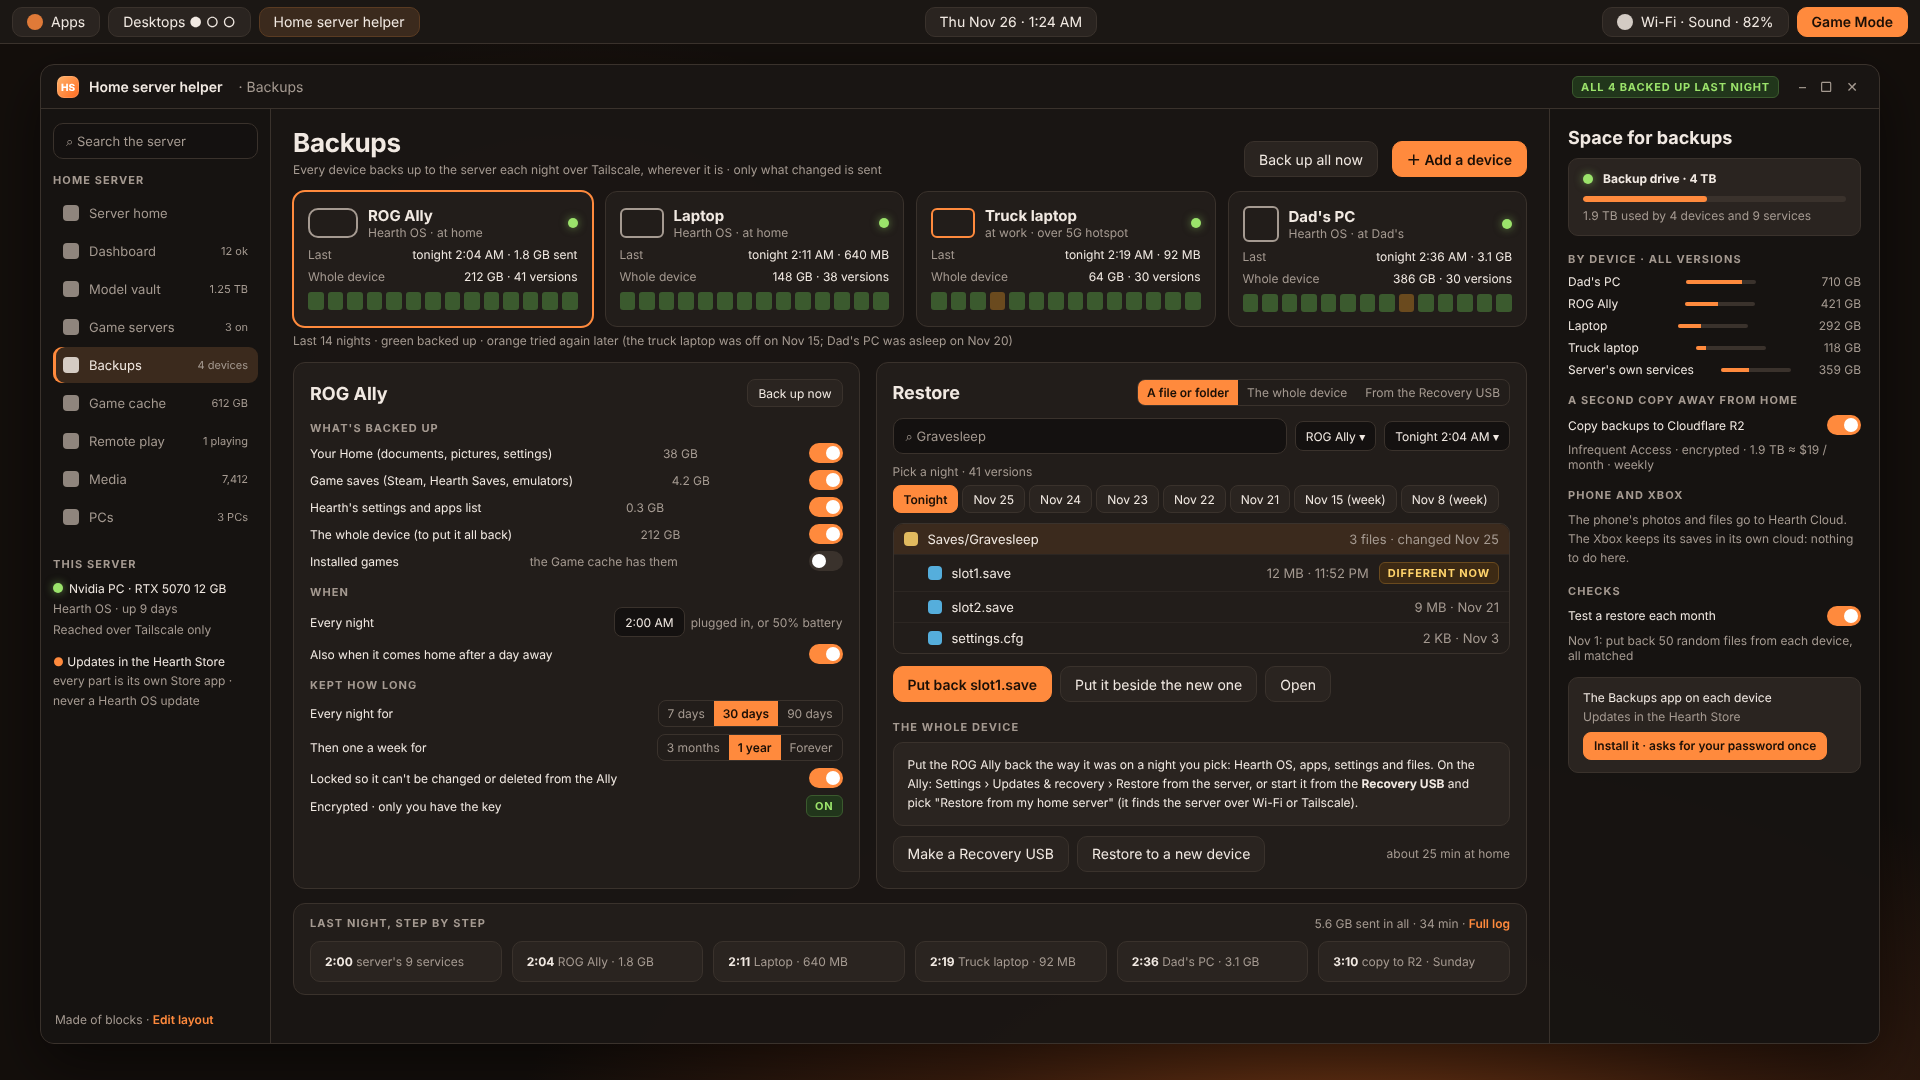 Apps
Desktops
Home server helper
Thu Nov 26 · 1:24 AM
Wi-Fi · Sound · 82%
Game Mode
HS
Home server helper · Backups
ALL 4 BACKED UP LAST NIGHT
Search the server
HOME SERVER
Server home
Dashboard 12 ok
Model vault 1.25 TB
Game servers 3 on
Backups 4 devices
Game cache 612 GB
Remote play 1 playing
Media 7,412
PCs 3 PCs
THIS SERVER
Nvidia PC · RTX 5070 12 GB
Hearth OS · up 9 days
Reached over Tailscale only
Updates in the Hearth Store
every part is its own Store app ·
never a Hearth OS update
Made of blocks · Edit layout
Backups
Every device backs up to the server each night over Tailscale, wherever it is · only what changed is sent
Back up all now
+ Add a device
ROG Ally
Hearth OS · at home
Last tonight 2:04 AM · 1.8 GB sent
Whole device 212 GB · 41 versions
Laptop
Hearth OS · at home
Last tonight 2:11 AM · 640 MB
Whole device 148 GB · 38 versions
Truck laptop
at work · over 5G hotspot
Last tonight 2:19 AM · 92 MB
Whole device 64 GB · 30 versions
Dad's PC
Hearth OS · at Dad's
Last tonight 2:36 AM · 3.1 GB
Whole device 386 GB · 30 versions
Last 14 nights · green backed up · orange tried again later (the truck laptop was off on Nov 15; Dad's PC was asleep on Nov 20)
ROG Ally
Back up now
WHAT'S BACKED UP
Your Home (documents, pictures, settings) 38 GB
Game saves (Steam, Hearth Saves, emulators) 4.2 GB
Hearth's settings and apps list 0.3 GB
The whole device (to put it all back) 212 GB
Installed games the Game cache has them
WHEN
Every night 2:00 AM plugged in, or 50% battery
Also when it comes home after a day away
KEPT HOW LONG
Every night for 7 days 30 days 90 days
Then one a week for 3 months 1 year Forever
Locked so it can't be changed or deleted from the Ally
Encrypted · only you have the key ON
Restore
A file or folder The whole device From the Recovery USB
Gravesleep
ROG Ally ▾
Tonight 2:04 AM ▾
Pick a night · 41 versions
Tonight Nov 25 Nov 24 Nov 23 Nov 22 Nov 21 Nov 15 (week) Nov 8 (week)
Saves/Gravesleep 3 files · changed Nov 25
slot1.save 12 MB · 11:52 PM DIFFERENT NOW
slot2.save 9 MB · Nov 21
settings.cfg 2 KB · Nov 3
Put back slot1.save
Put it beside the new one
Open
THE WHOLE DEVICE
Put the ROG Ally back the way it was on a night you pick: Hearth OS, apps, settings and files. On the
Ally: Settings › Updates & recovery › Restore from the server, or start it from the Recovery USB and
pick "Restore from my home server" (it finds the server over Wi-Fi or Tailscale).
Make a Recovery USB
Restore to a new device
about 25 min at home
LAST NIGHT, STEP BY STEP
5.6 GB sent in all · 34 min · Full log
2:00 server's 9 services
2:04 ROG Ally · 1.8 GB
2:11 Laptop · 640 MB
2:19 Truck laptop · 92 MB
2:36 Dad's PC · 3.1 GB
3:10 copy to R2 · Sunday
Space for backups
Backup drive · 4 TB
1.9 TB used by 4 devices and 9 services
BY DEVICE · ALL VERSIONS
Dad's PC 710 GB
ROG Ally 421 GB
Laptop 292 GB
Truck laptop 118 GB
Server's own services 359 GB
A SECOND COPY AWAY FROM HOME
Copy backups to Cloudflare R2
Infrequent Access · encrypted · 1.9 TB ≈ $19 /
month · weekly
PHONE AND XBOX
The phone's photos and files go to Hearth Cloud.
The Xbox keeps its saves in its own cloud: nothing
to do here.
CHECKS
Test a restore each month
Nov 1: put back 50 random files from each device,
all matched
The Backups app on each device
Updates in the Hearth Store
Install it · asks for your password once